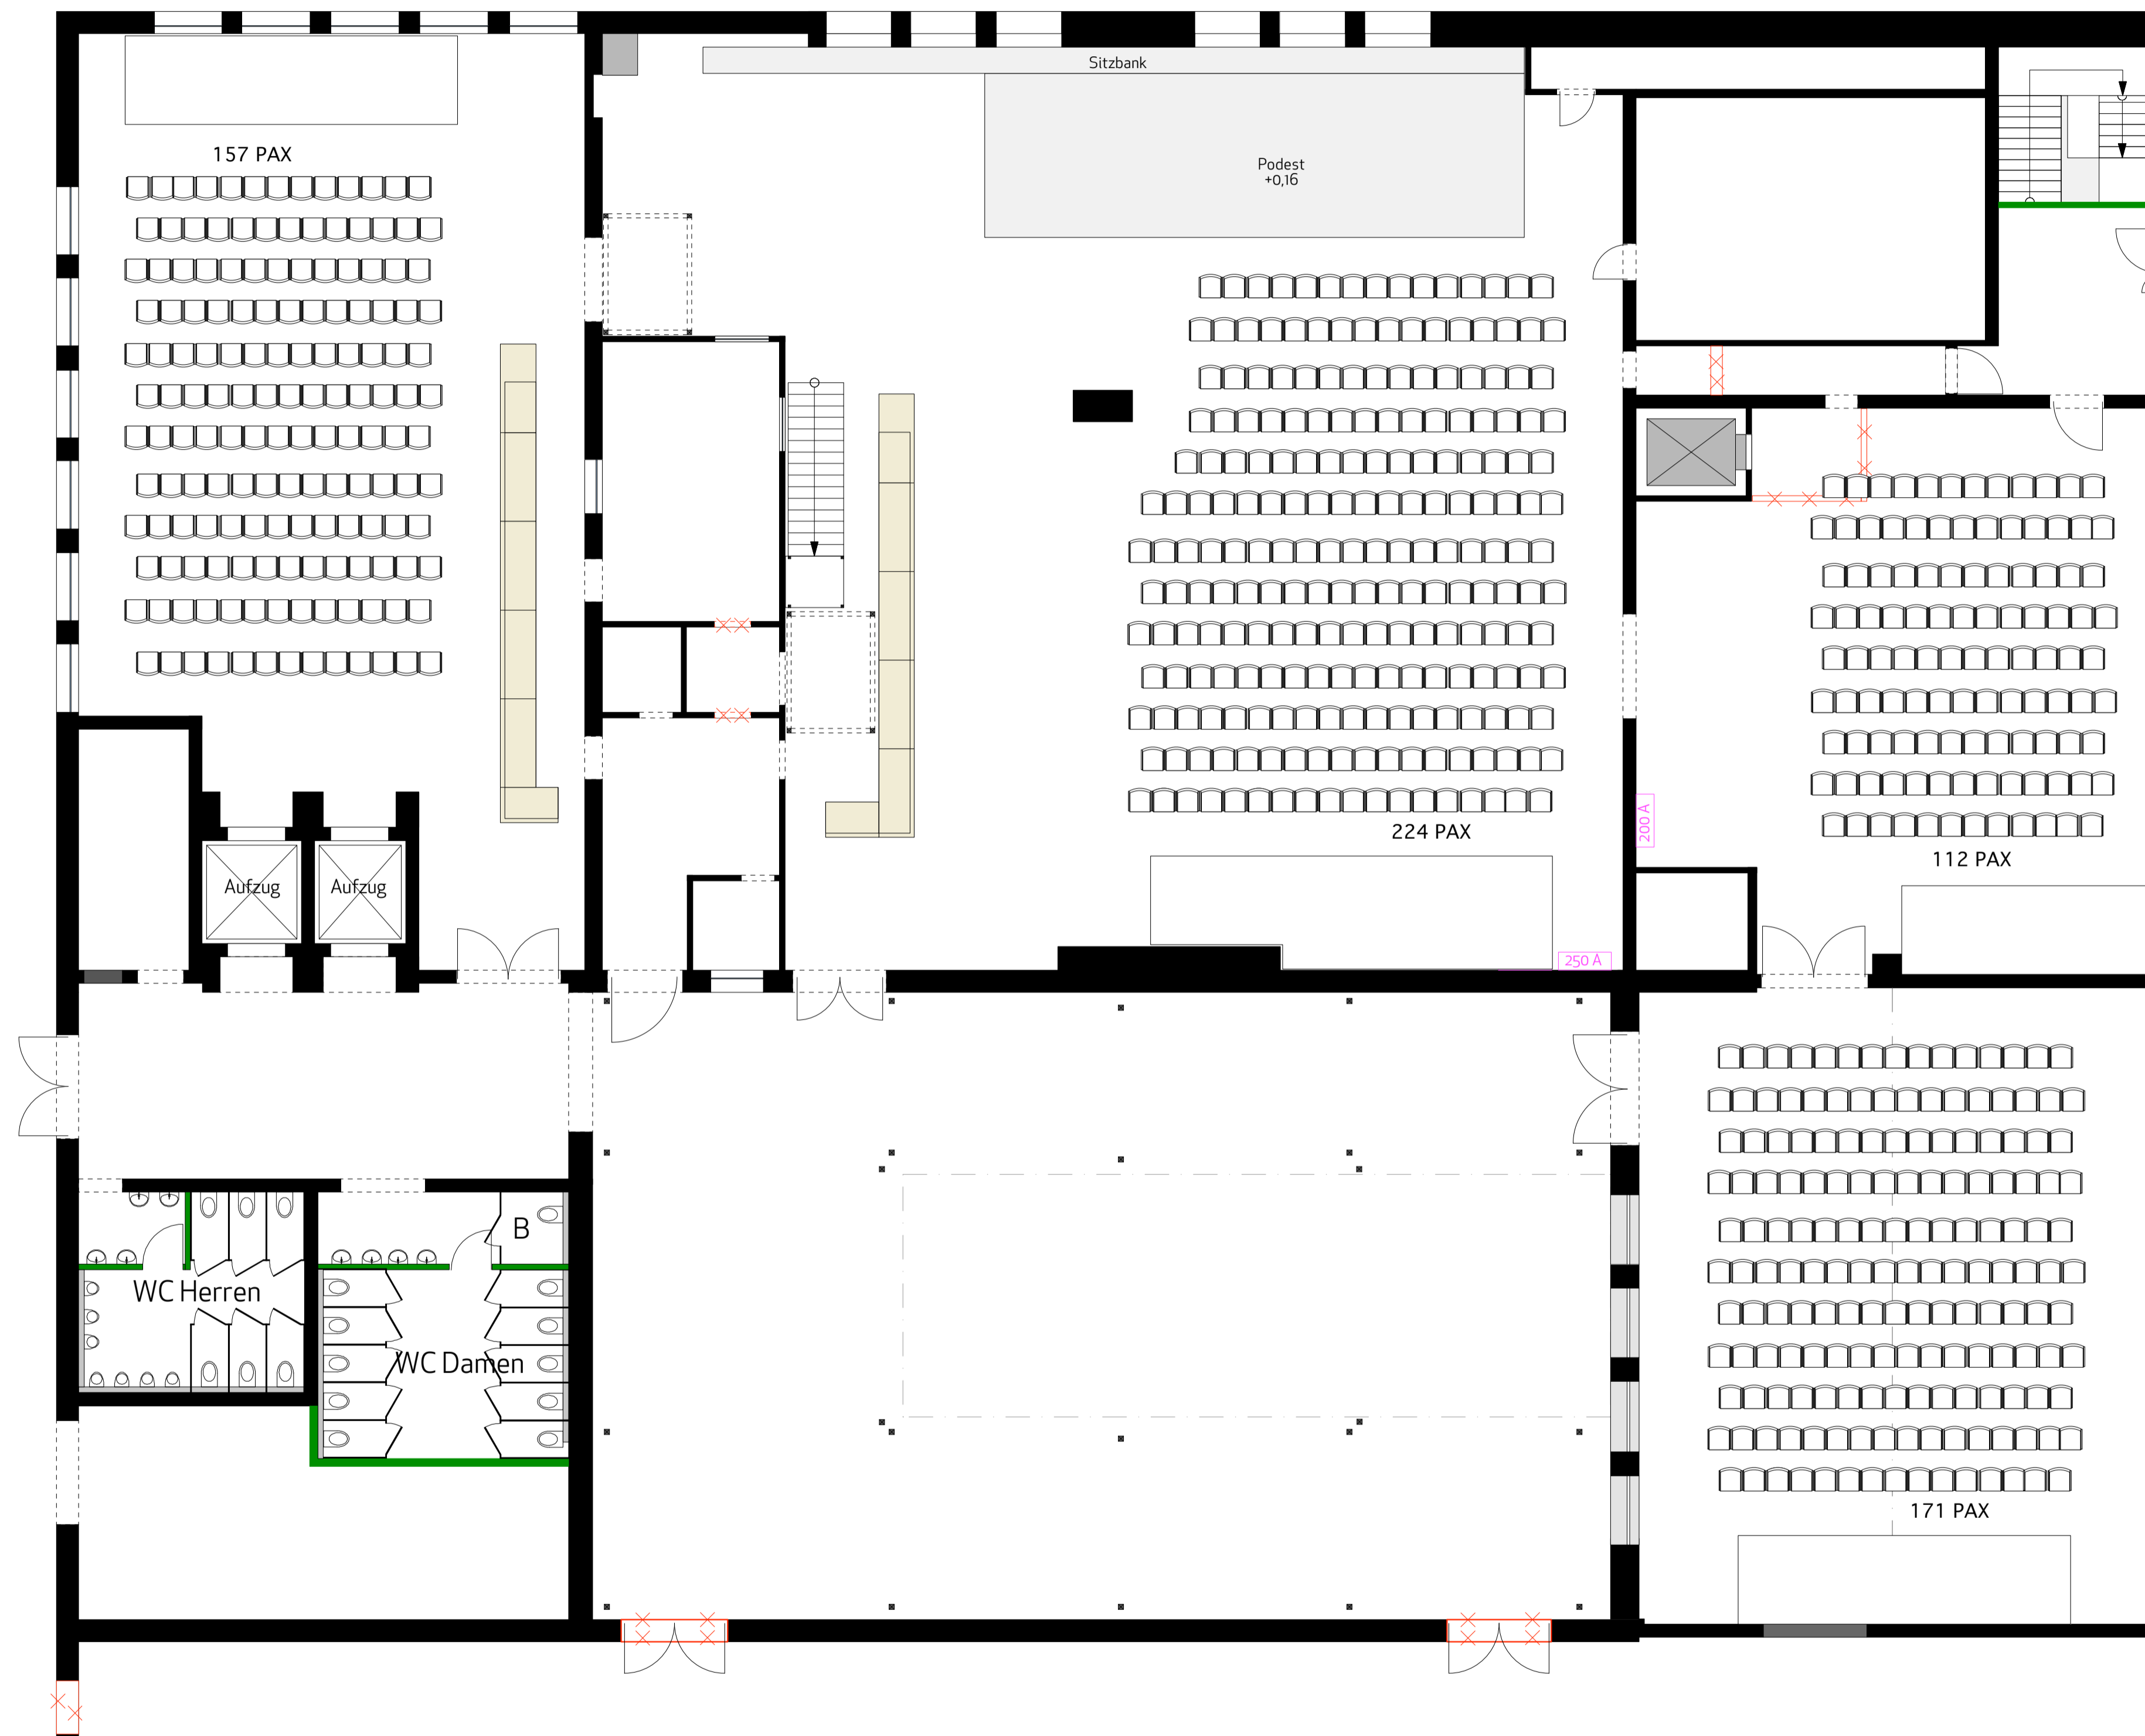 Sitzbank
157 PAX
Podest
+0,16
200 A
224 PAX
112 PAX
Aufzug
Aufzug
250 A
B
WC Herren
WC Damen
171 PAX